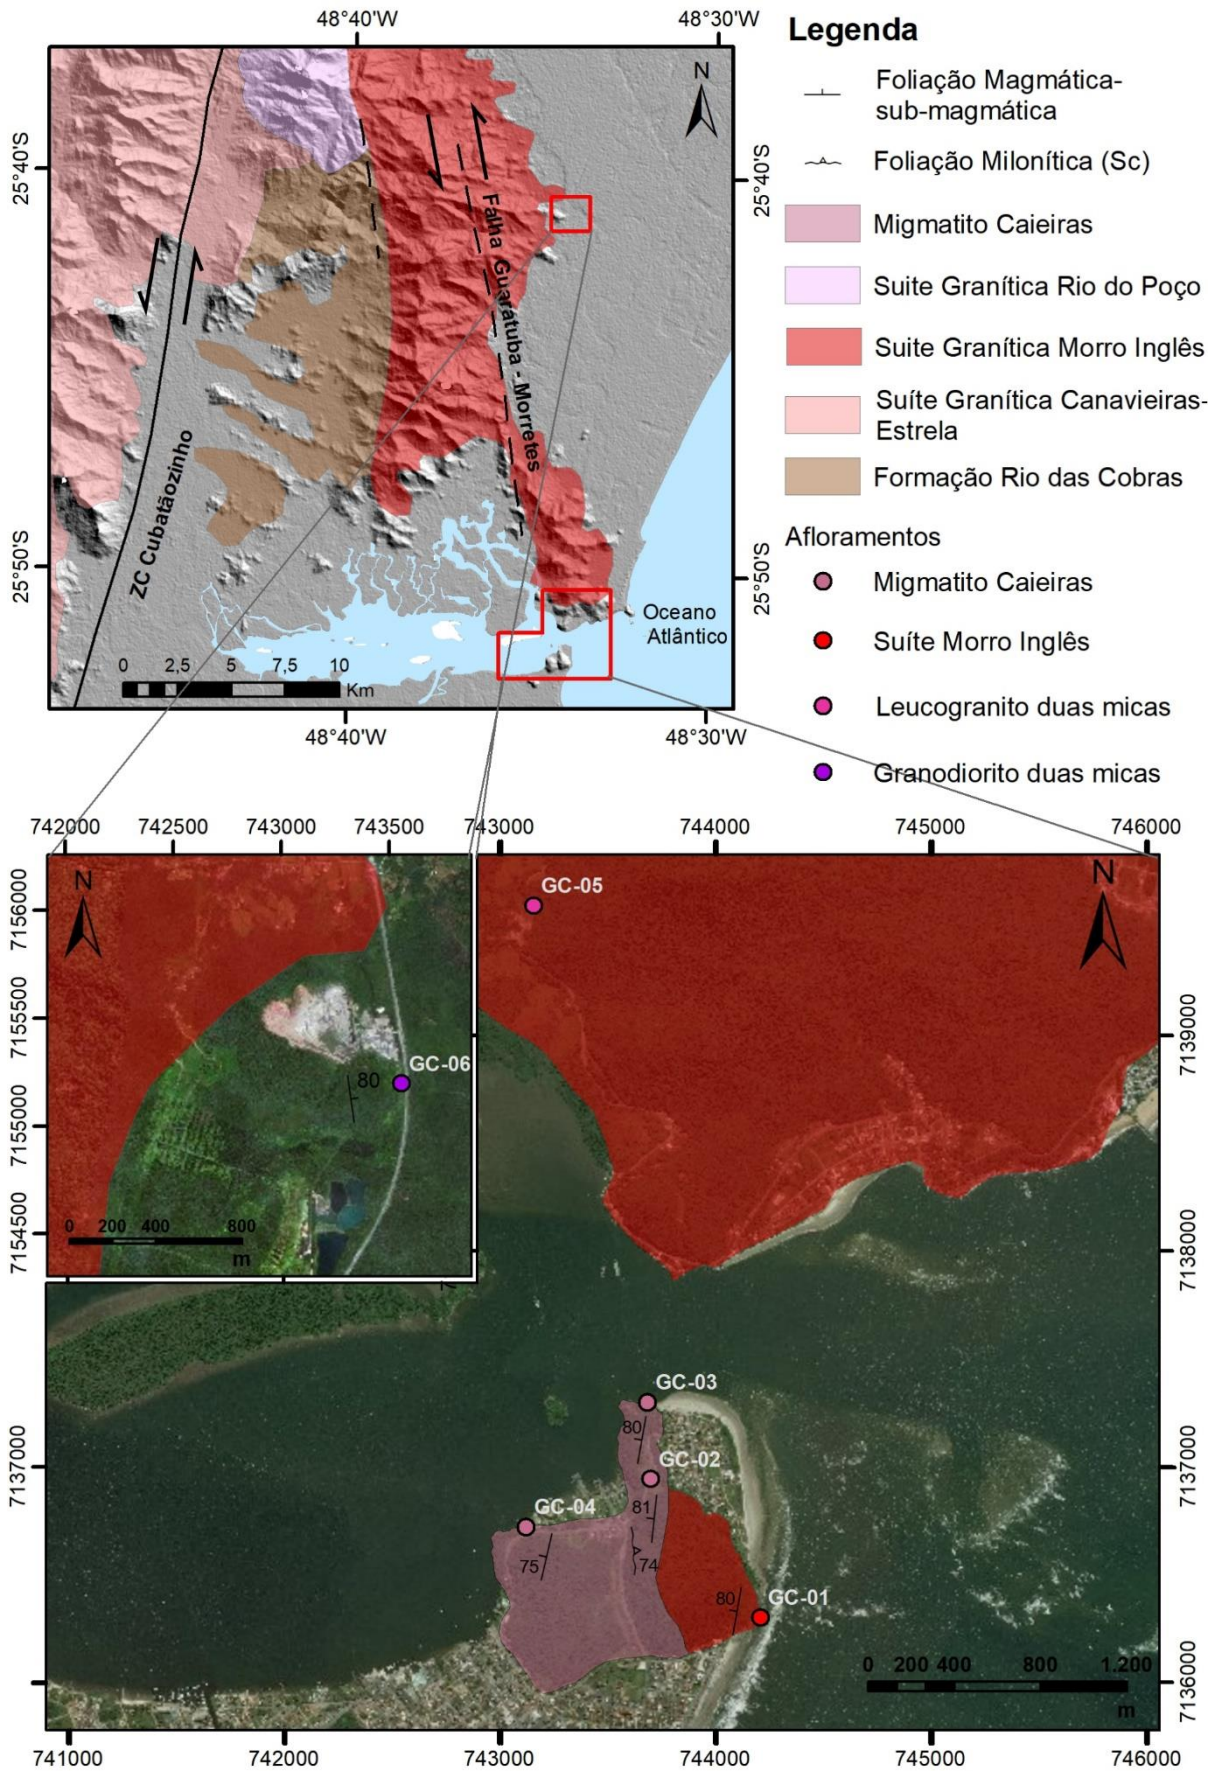 48°40'W
48°30'W
Legenda
N
Foliação Magmática-
sub-magmática
Foliação Milonítica (Sc)
Migmatito Caieiras
Suite Granítica Rio do Poço
Suite Granítica Morro Inglês
Suíte Granítica Canavieiras-
Estrela
Formação Rio das Cobras
Afloramentos
Migmatito Caieiras
Suíte Morro Inglês
Leucogranito duas micas
Granodiorito duas micas
25°40'S
25°40'S
Falha Guaratuba - Morretes
ZC Cubatãozinho
25°50'S
25°50'S
Oceano
Atlântico
0 2,5 5 7,5 10
Km
48°40'W
48°30'W
742000 742500 743000 743500 743000 744000 745000 746000
N
N
GC-05
7156000
7155500
7155000
7154500
GC-06
80
0 200 400 800
m
7139000
7138000
7137000
7137000
7136000
GC-03
80
GC-02
81
GC-04
75
74
80
GC-01
0 200 400 800 1.200
m
741000 742000 743000 744000 745000 746000